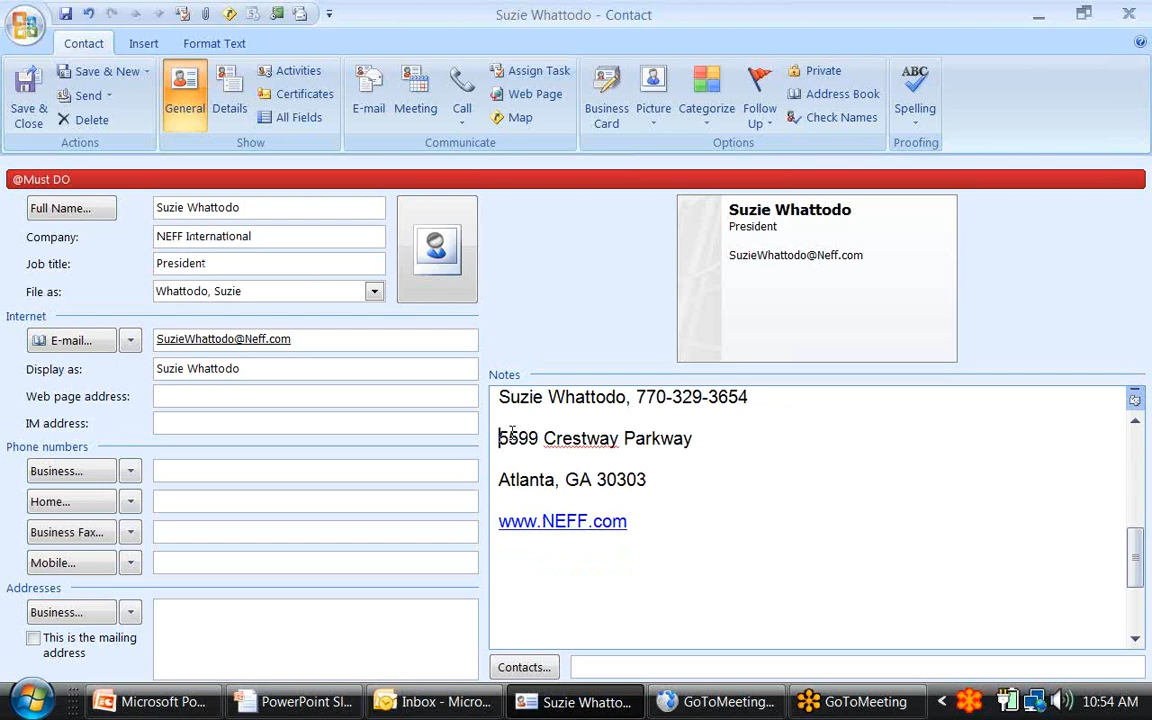 Suzie Whattodo - Contact
Contact Insert Format Text
Save & Close
Save & New
Send
Delete
Actions
General
Details
Activities
Certificates
All Fields
Show
E-mail
Meeting
Call
Assign Task
Web Page
Map
Communicate
Business Card
Picture
Categorize
Follow Up
Private
Address Book
Check Names
Options
ABC
Spelling
Proofing
@Must DO
Full Name... Suzie Whattodo
Company: NEFF International
Job title: President
File as: Whattodo, Suzie
Internet
E-mail... SuzieWhattodo@Neff.com
Display as: Suzie Whattodo
Web page address:
IM address:
Phone numbers
Business...
Home...
Business Fax...
Mobile...
Addresses
Business...
This is the mailing
address
Suzie Whattodo
President
SuzieWhattodo@Neff.com
Notes
Suzie Whattodo, 770-329-3654
5599 Crestway Parkway
Atlanta, GA 30303
www.NEFF.com
Contacts...
Microsoft Po...
PowerPoint Sl...
Inbox - Micro...
Suzie Whatto...
GoToMeeting...
GoToMeeting
10:54 AM